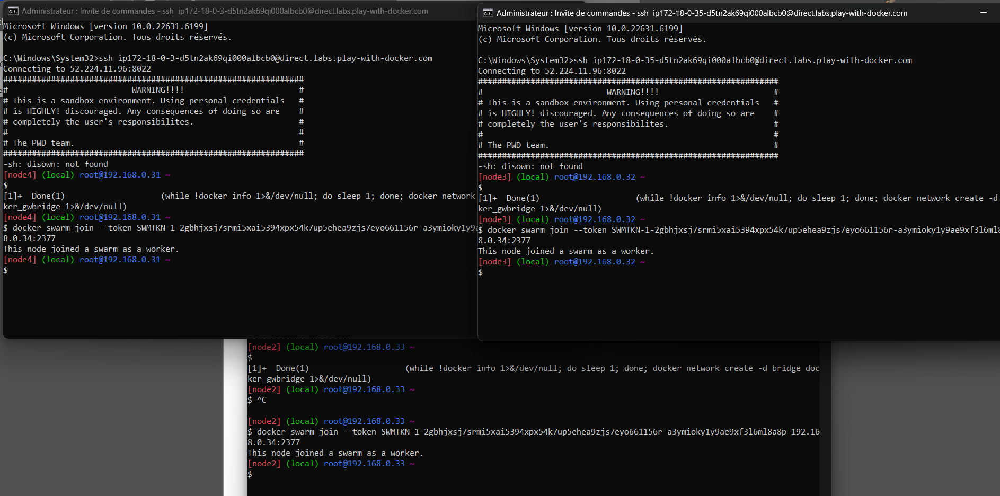 Administrateur : Invite de commandes - ssh ip172-18-0-3-d5tn2ak69qi000albcb0@direct.labs.play-with-docker.com
Microsoft Windows [version 10.0.22631.6199]
(c) Microsoft Corporation. Tous droits réservés.
C:\Windows\System32>ssh ip172-18-0-3-d5tn2ak69qi000albcb0@direct.labs.play-with-docker.com
Connecting to 52.224.11.96:8022
###############################################################
# WARNING!!!! #
# This is a sandbox environment. Using personal credentials #
# is HIGHLY! discouraged. Any consequences of doing so are #
# completely the user's responsibilites. #
# #
# The PWD team. #
###############################################################
-sh: disown: not found
[node4] (local) root@192.168.0.31 ~
$
[1]+ Done(1) (while !docker info 1>&/dev/null; do sleep 1; done; docker network
ker_gwbridge 1>&/dev/null)
[node4] (local) root@192.168.0.31 ~
$ docker swarm join --token SWMTKN-1-2gbhjxsj7srmi5xai5394xpx54k7up5ehea9zjs7eyo661156r-a3ymioky1y9a
8.0.34:2377
This node joined a swarm as a worker.
[node4] (local) root@192.168.0.31 ~
$
Administrateur : Invite de commandes - ssh ip172-18-0-35-d5tn2ak69qi000albcb0@direct.labs.play-with-docker.com
Microsoft Windows [version 10.0.22631.6199]
(c) Microsoft Corporation. Tous droits réservés.
C:\Windows\System32>ssh ip172-18-0-35-d5tn2ak69qi000albcb0@direct.labs.play-with-docker.com
Connecting to 52.224.11.96:8022
###############################################################
# WARNING!!!! #
# This is a sandbox environment. Using personal credentials #
# is HIGHLY! discouraged. Any consequences of doing so are #
# completely the user's responsibilites. #
# #
# The PWD team. #
###############################################################
-sh: disown: not found
[node3] (local) root@192.168.0.32 ~
$
[1]+ Done(1) (while !docker info 1>&/dev/null; do sleep 1; done; docker network create -d
ker_gwbridge 1>&/dev/null)
[node3] (local) root@192.168.0.32 ~
$ docker swarm join --token SWMTKN-1-2gbhjxsj7srmi5xai5394xpx54k7up5ehea9zjs7eyo661156r-a3ymioky1y9ae9xf3l6ml8
8.0.34:2377
This node joined a swarm as a worker.
[node3] (local) root@192.168.0.32 ~
$
[node2] (local) root@192.168.0.33 ~
$
[1]+ Done(1) (while !docker info 1>&/dev/null; do sleep 1; done; docker network create -d bridge doc
ker_gwbridge 1>&/dev/null)
[node2] (local) root@192.168.0.33 ~
$ ^C
[node2] (local) root@192.168.0.33 ~
$ docker swarm join --token SWMTKN-1-2gbhjxsj7srmi5xai5394xpx54k7up5ehea9zjs7eyo661156r-a3ymioky1y9ae9xf3l6ml8a8p 192.16
8.0.34:2377
This node joined a swarm as a worker.
[node2] (local) root@192.168.0.33 ~
$